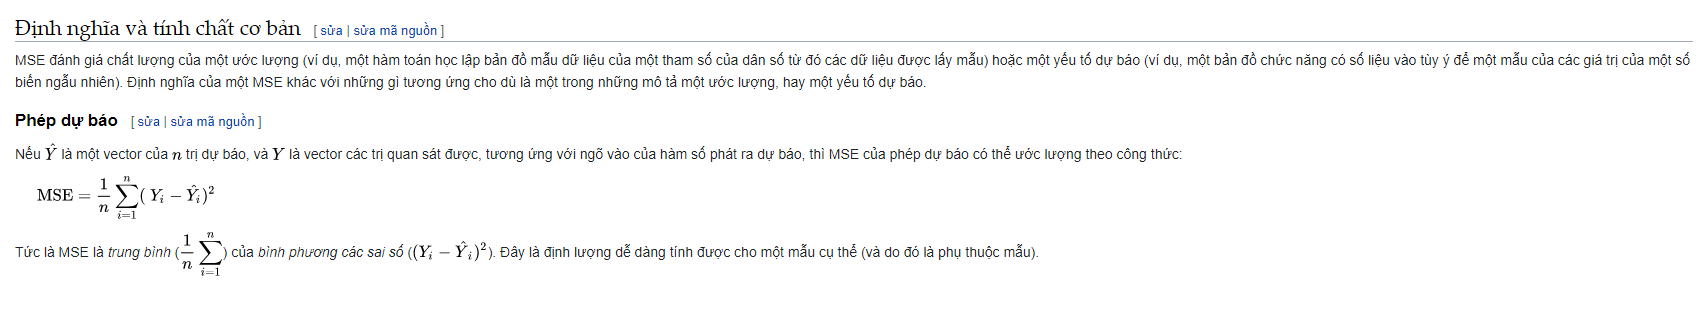 Định nghĩa và tính chất cơ bản [ sửa | sửa mã nguồn ]
MSE đánh giá chất lượng của một ước lượng (ví dụ, một hàm toán học lập bản đồ mẫu dữ liệu của một tham số của dân số từ đó các dữ liệu được lấy mẫu) hoặc một yếu tố dự báo (ví dụ, một bản đồ chức năng có số liệu vào tùy ý để một mẫu của các giá trị của một số
biến ngẫu nhiên). Định nghĩa của một MSE khác với những gì tương ứng cho dù là một trong những mô tả một ước lượng, hay một yếu tố dự báo.
Phép dự báo [ sửa | sửa mã nguồn ]
Nếu Ŷ là một vector của n trị dự báo, và Y là vector các trị quan sát được, tương ứng với ngõ vào của hàm số phát ra dự báo, thì MSE của phép dự báo có thể ước lượng theo công thức:
MSE = \frac{1}{n} \sum_{i=1}^{n} ( Y_i − \hat{Y}_i)^2
Tức là MSE là trung bình (\frac{1}{n} \sum_{i=1}^{n}) của bình phương các sai số ((Y_i − \hat{Y}_i)^2). Đây là định lượng dễ dàng tính được cho một mẫu cụ thể (và do đó là phụ thuộc mẫu).